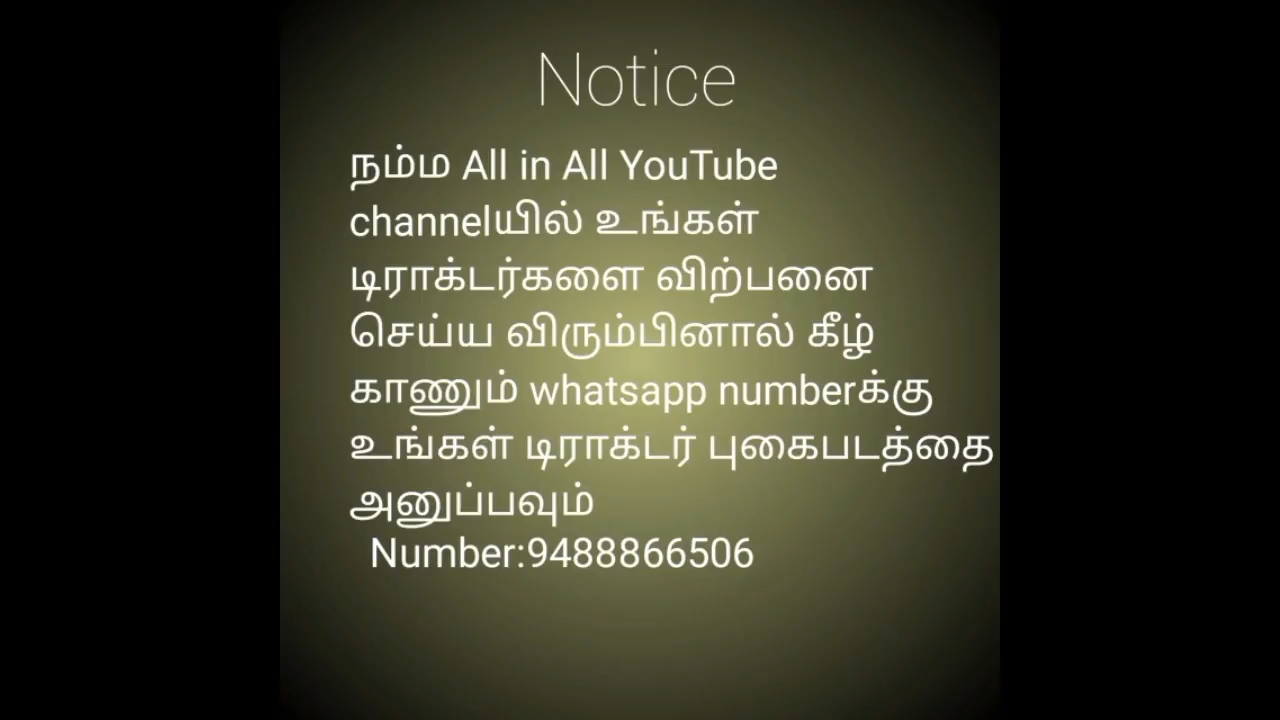 Notice
நம்ம All in All YouTube
channelயில் உங்கள்
டிராக்டர்களை விற்பனை
செய்ய விரும்பினால் கீழ்
காணும் whatsapp numberக்கு
உங்கள் டிராக்டர் புகைபடத்தை
அனுப்பவும்
Number:9488866506